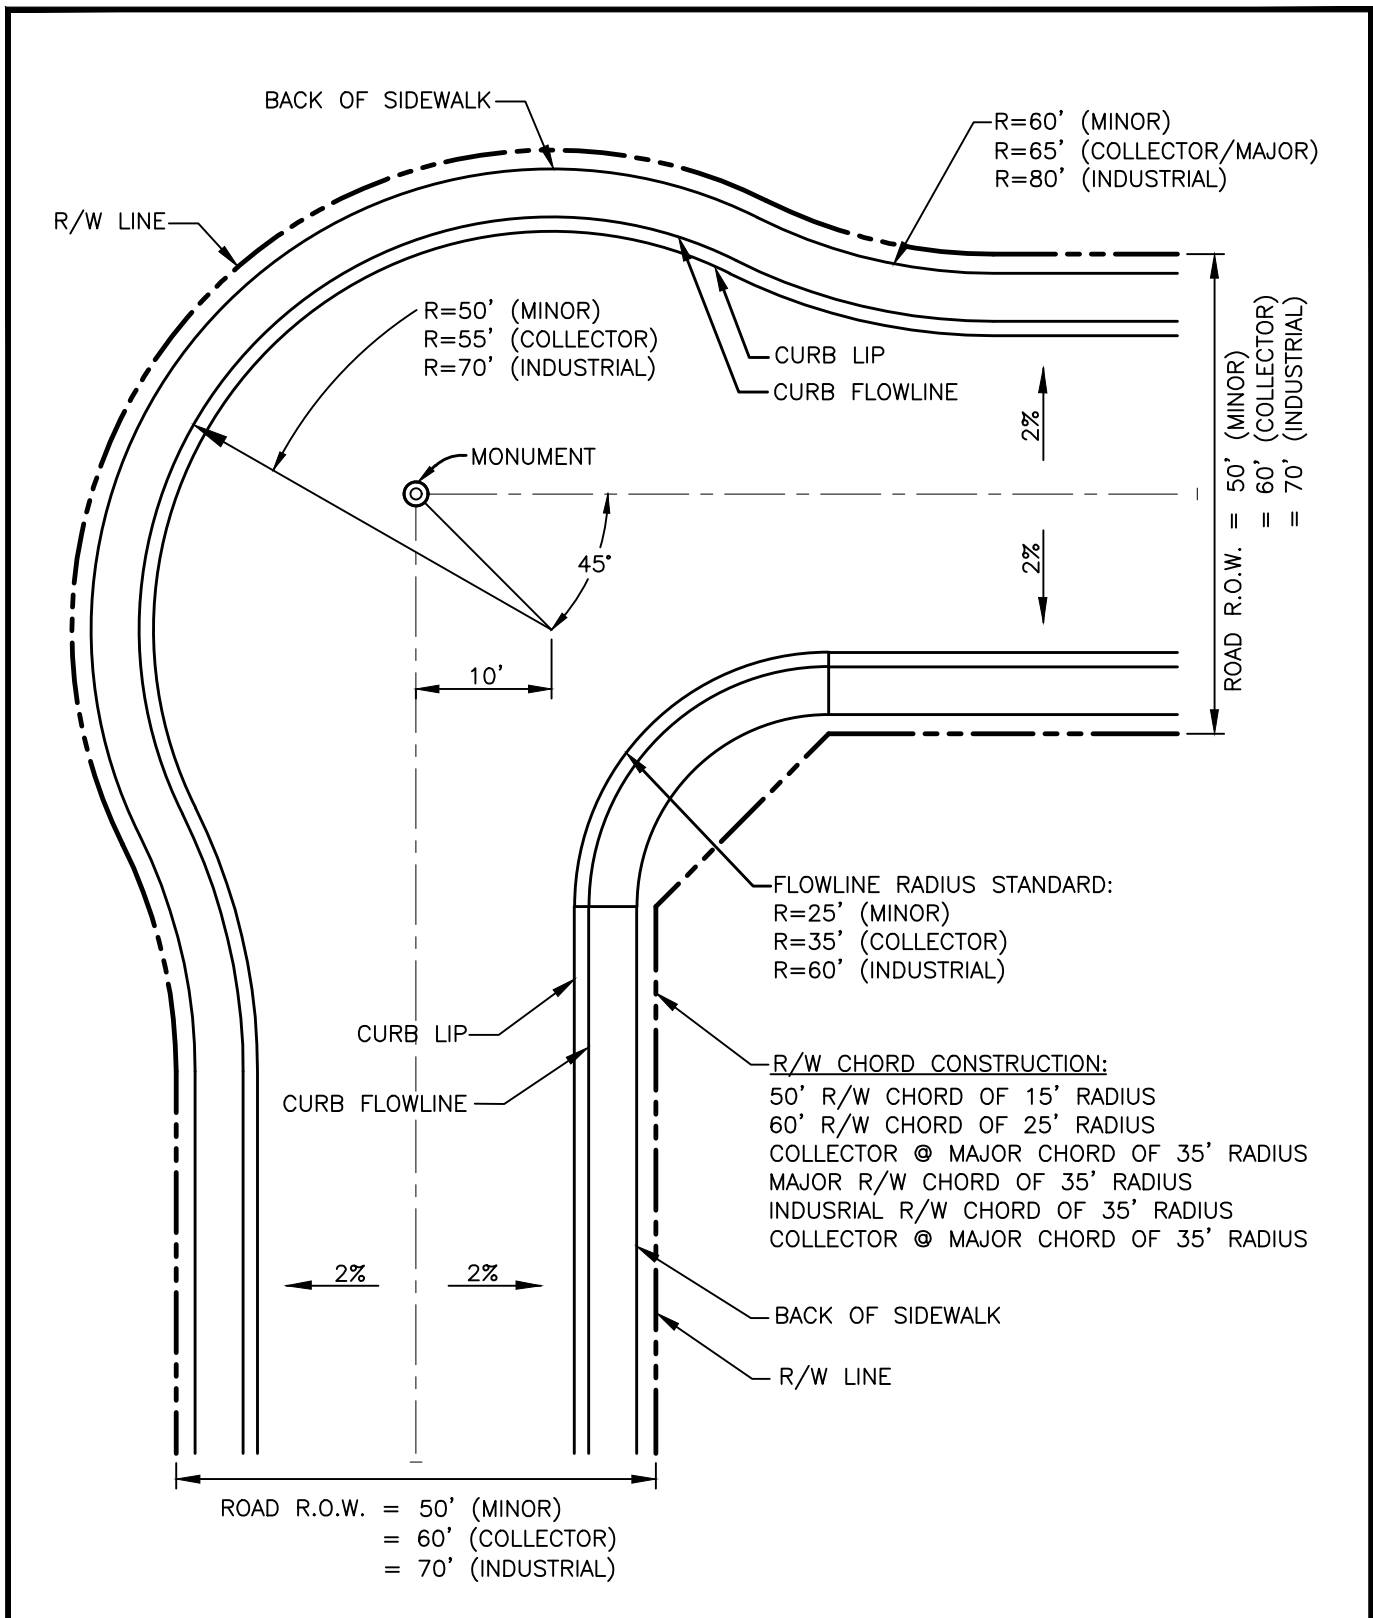 BACK OF SIDEWALK
R=60' (MINOR)
R=65' (COLLECTOR/MAJOR)
R=80' (INDUSTRIAL)
R/W LINE
R=50' (MINOR)
R=55' (COLLECTOR)
R=70' (INDUSTRIAL)
CURB LIP
CURB FLOWLINE
MONUMENT
2%
2%
45°
10'
ROAD R.O.W. = 50' (MINOR)
= 60' (COLLECTOR)
= 70' (INDUSTRIAL)
FLOWLINE RADIUS STANDARD:
R=25' (MINOR)
R=35' (COLLECTOR)
R=60' (INDUSTRIAL)
CURB LIP
CURB FLOWLINE
R/W CHORD CONSTRUCTION:
50' R/W CHORD OF 15' RADIUS
60' R/W CHORD OF 25' RADIUS
COLLECTOR @ MAJOR CHORD OF 35' RADIUS
MAJOR R/W CHORD OF 35' RADIUS
INDUSRIAL R/W CHORD OF 35' RADIUS
COLLECTOR @ MAJOR CHORD OF 35' RADIUS
2% 2%
BACK OF SIDEWALK
R/W LINE
ROAD R.O.W. = 50' (MINOR)
= 60' (COLLECTOR)
= 70' (INDUSTRIAL)